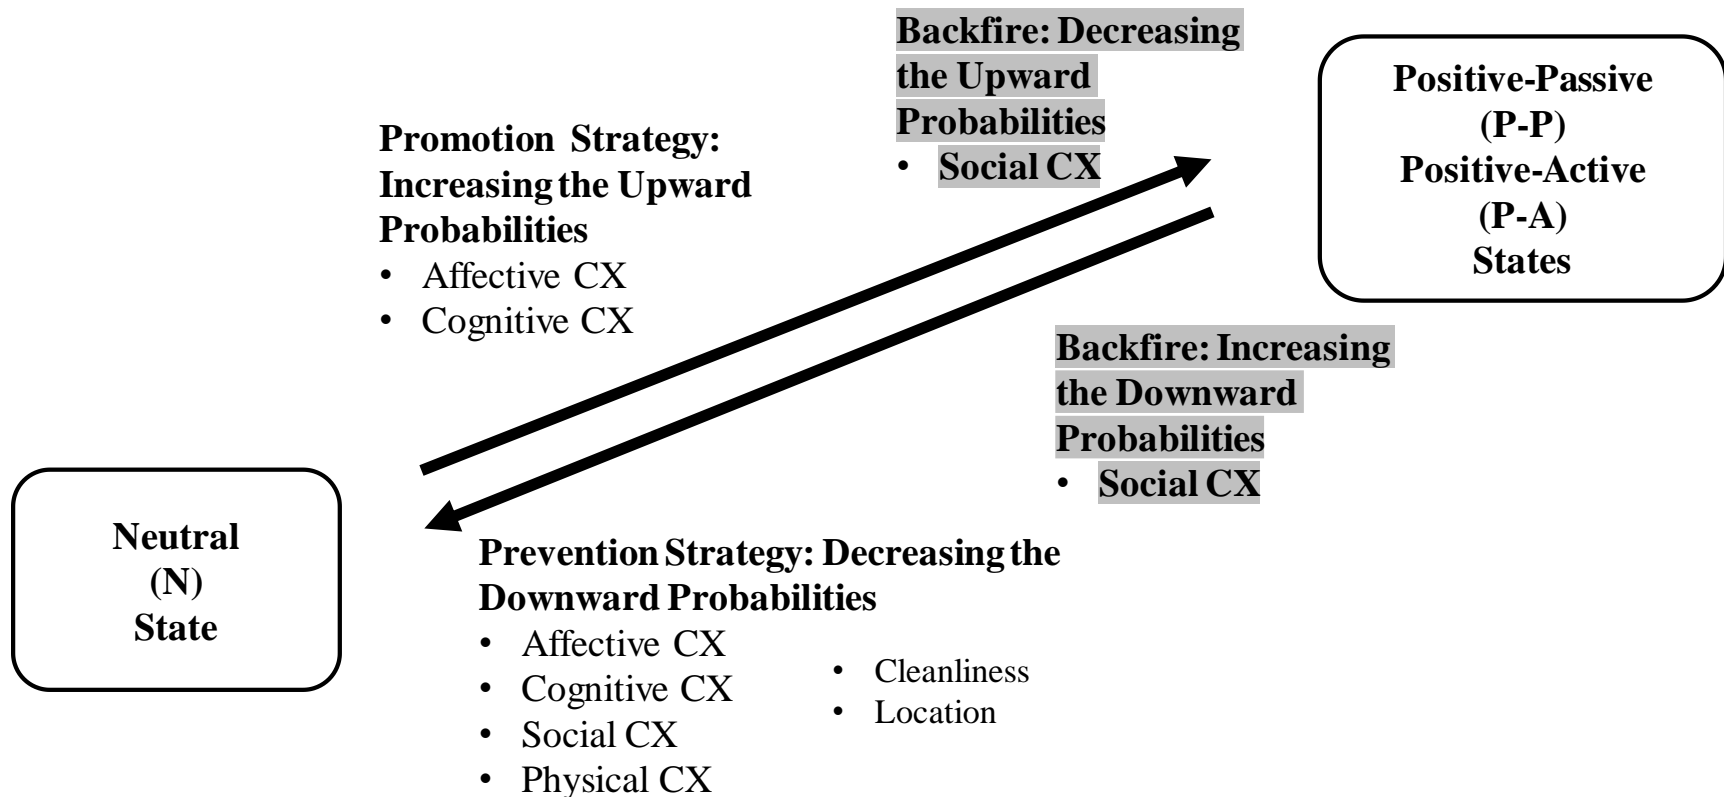 Backfire: Decreasing
the Upward
Probabilities
• Social CX
Positive-Passive
(P-P)
Positive-Active
(P-A)
States
Promotion Strategy:
Increasing the Upward
Probabilities
• Affective CX
• Cognitive CX
Backfire: Increasing
the Downward
Probabilities
• Social CX
Neutral
(N)
State
Prevention Strategy: Decreasing the
Downward Probabilities
• Affective CX
• Cognitive CX
• Social CX
• Physical CX
• Cleanliness
• Location